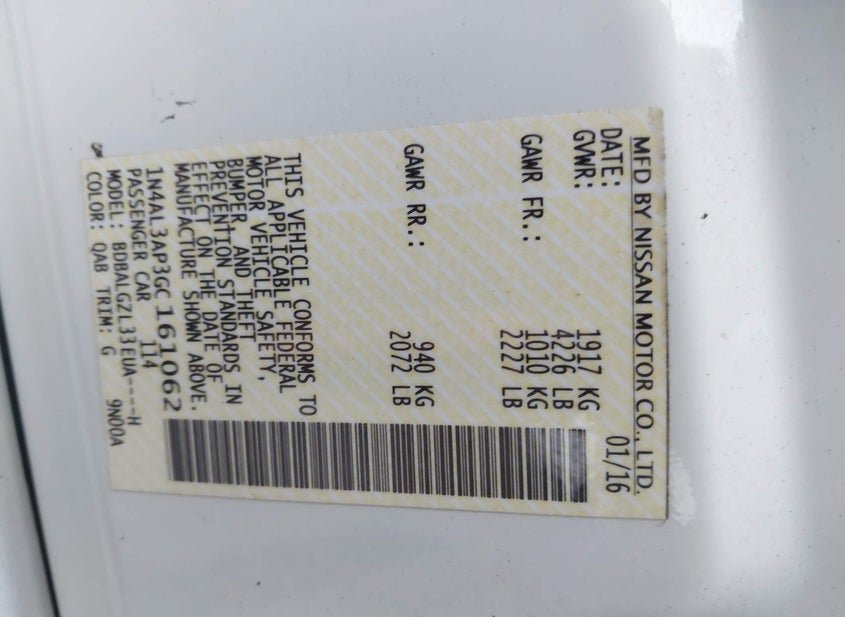 MFD BY NISSAN MOTOR CO., LTD.
DATE: 01/16
GVWR: 1917 KG
4226 LB
GAWR FR.: 1010 KG
2227 LB
GAWR RR.: 940 KG
2072 LB
THIS VEHICLE CONFORMS TO
ALL APPLICABLE FEDERAL
MOTOR VEHICLE SAFETY,
BUMPER, AND THEFT
PREVENTION STANDARDS IN
EFFECT ON THE DATE OF
MANUFACTURE SHOWN ABOVE.
1N4AL3AP3GC161062
PASSENGER CAR 114
MODEL: BDBALGZL33EUA----H
COLOR: QAB TRIM: G 9N00A